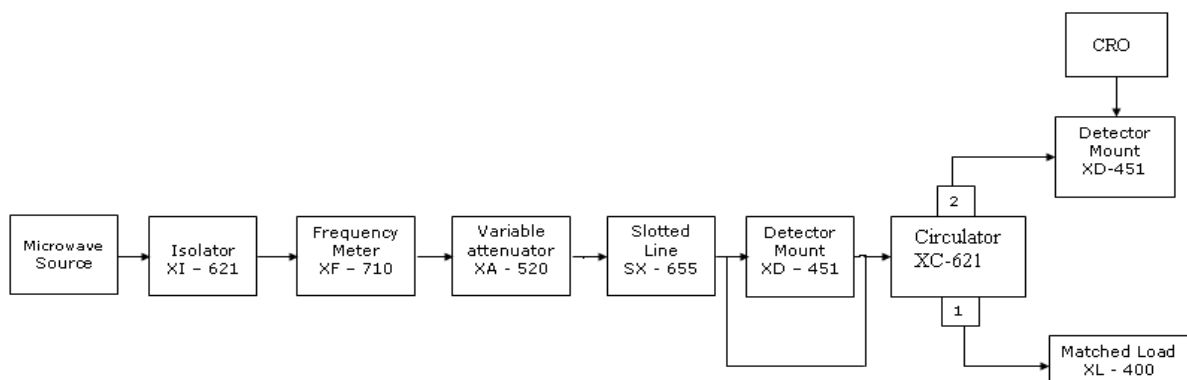 CRO
Detector
Mount
XD-451
2
Microwave
Source
Isolator
XI - 621
Frequency
Meter
XF - 710
Variable
attenuator
XA - 520
Slotted
Line
SX - 655
Detector
Mount
XD - 451
Circulator
XC-621
1
Matched Load
XL - 400